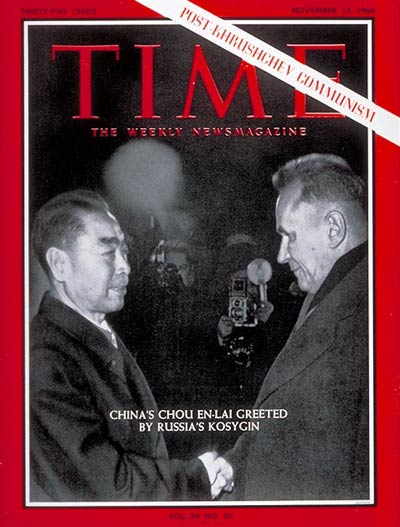 THIRTY-FIVE CENTS
NOVEMBER 13, 1964
POST-KHRUSHCHEV COMMUNISM
TIME
THE WEEKLY NEWSMAGAZINE
CHINA'S CHOU EN-LAI GREETED
BY RUSSIA'S KOSYGIN
VOL. 84 NO. 20